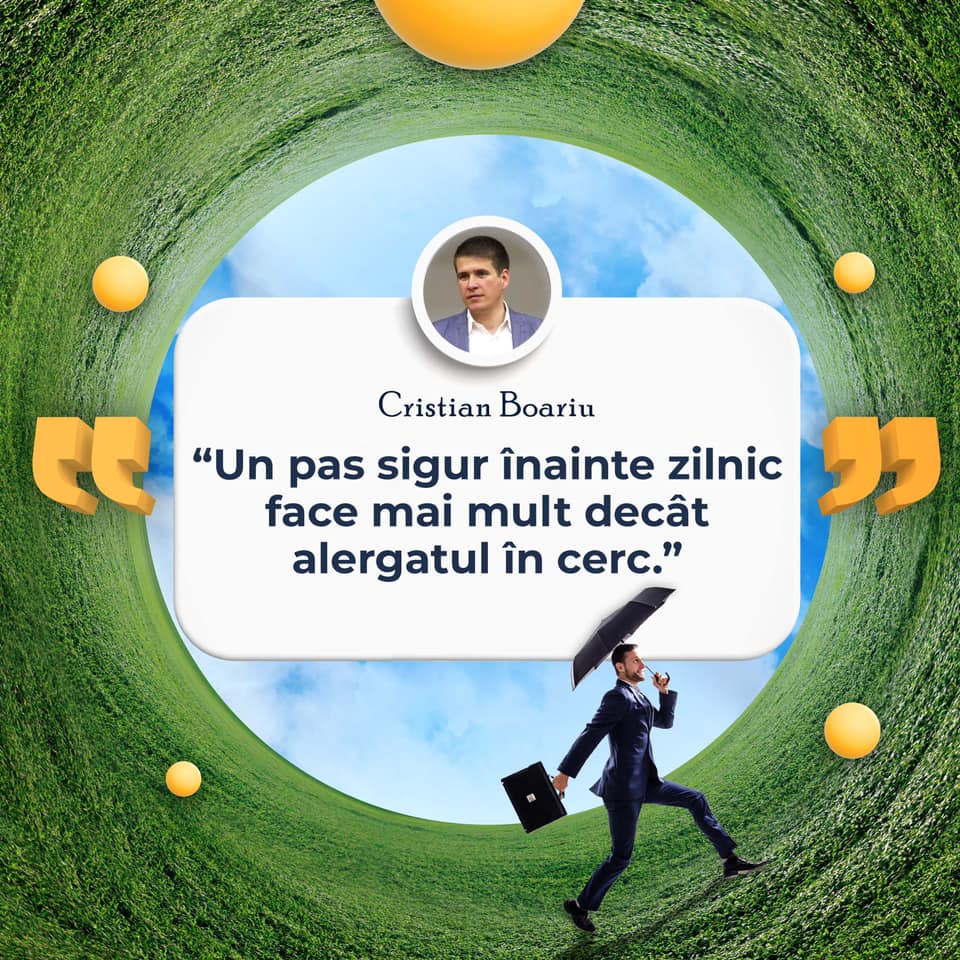 Cristian Boariu
“Un pas sigur înainte zilnic
face mai mult decât
alergatul în cerc.”